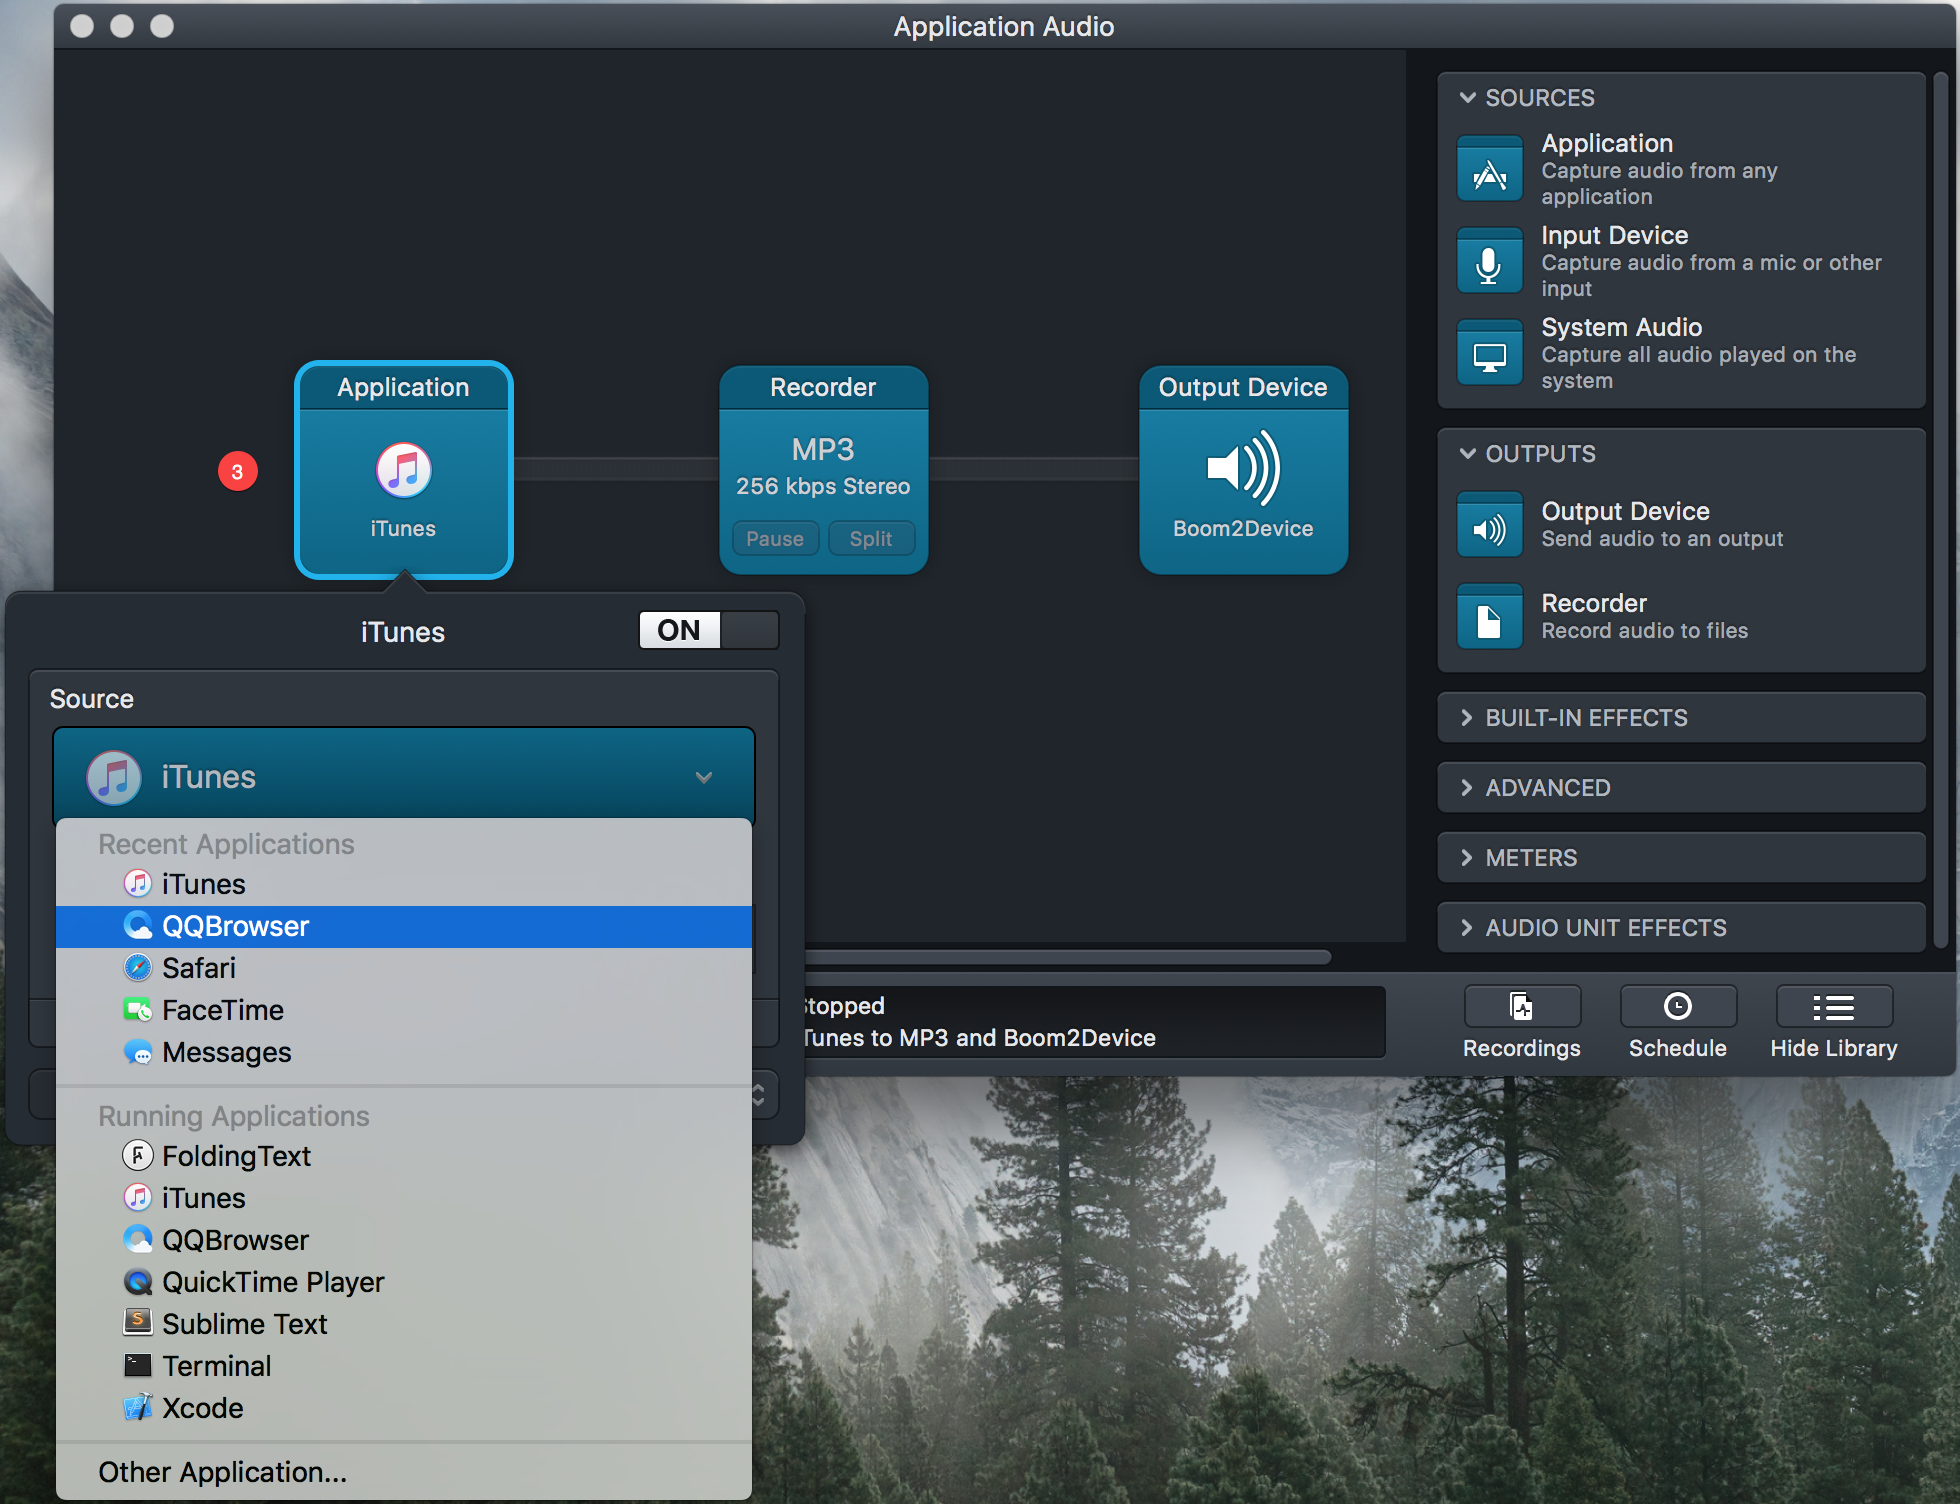 Application Audio
SOURCES
Application
Capture audio from any
application
Input Device
Capture audio from a mic or other
input
System Audio
Capture all audio played on the
system
OUTPUTS
Output Device
Send audio to an output
Recorder
Record audio to files
BUILT-IN EFFECTS
ADVANCED
METERS
AUDIO UNIT EFFECTS
3
Application
iTunes
Recorder
MP3
256 kbps Stereo
Pause Split
Output Device
Boom2Device
iTunes ON
Source
iTunes
Recent Applications
iTunes
QQBrowser
Safari
FaceTime
Messages
Running Applications
FoldingText
iTunes
QQBrowser
QuickTime Player
Sublime Text
Terminal
Xcode
Other Application...
Stopped
Tunes to MP3 and Boom2Device
Recordings Schedule Hide Library